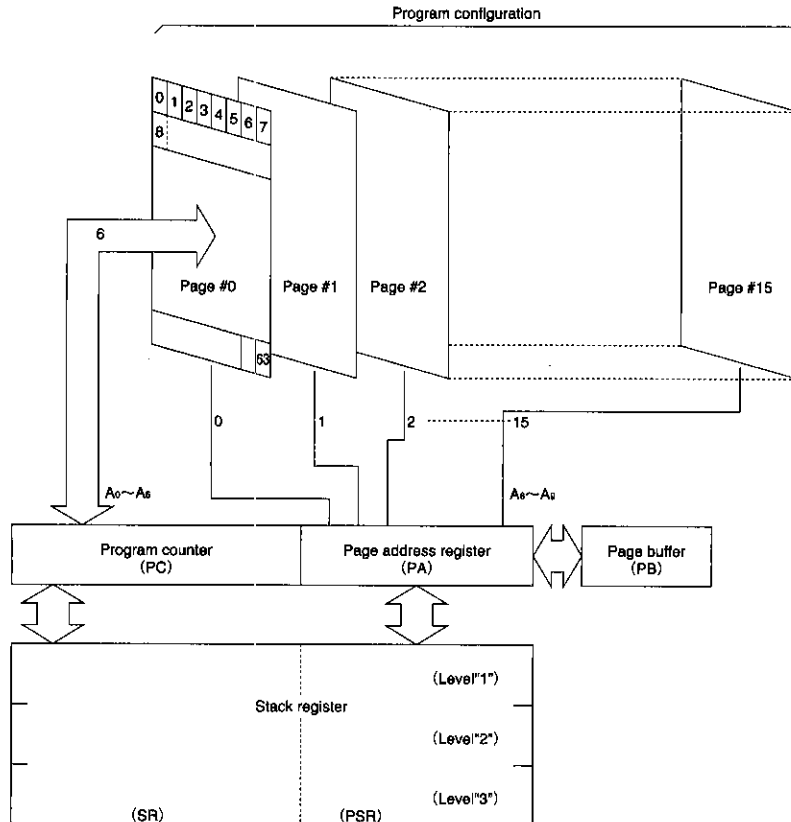 Program configuration
0 1 2 3 4 5 6 7
8
6
Page #0
Page #1
Page #2
Page #15
63
0
1
2
15
A0～A5
A6～A9
Program counter
(PC)
Page address register
(PA)
Page buffer
(PB)
(Level"1")
Stack register
(Level"2")
(Level"3")
(SR)
(PSR)